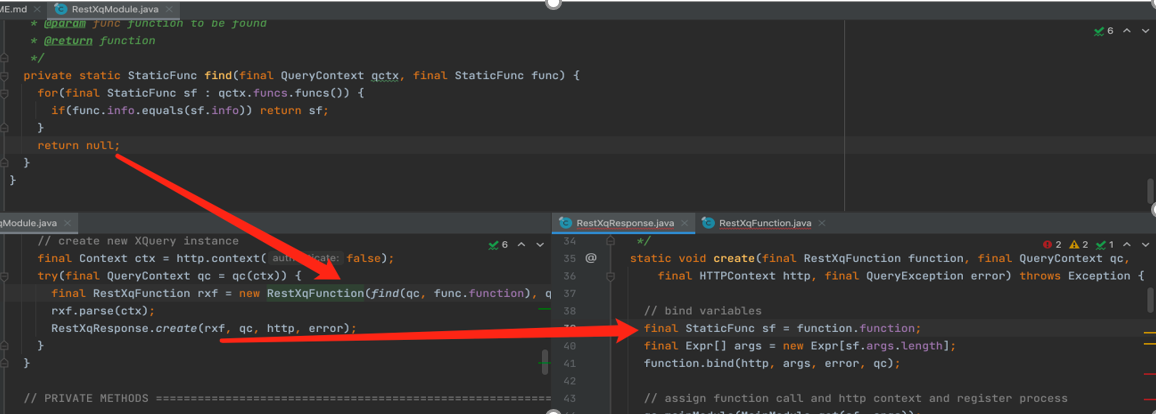 ME.md RestXqModule.java
* @param func function to be found
* @return function
*/
private static StaticFunc find(final QueryContext qctx, final StaticFunc func) {
for(final StaticFunc sf : qctx.funcs.funcs()) {
if(func.info.equals(sf.info)) return sf;
}
return null;
}
}
6
qModule.java
// create new XQuery instance
final Context ctx = http.context( false);
try(final QueryContext qc = qc(ctx)) {
final RestXqFunction rxf = new RestXqFunction(find(qc, func.function), q
rxf.parse(ctx);
RestXqResponse.create(rxf, qc, http, error);
}
}
// PRIVATE METHODS ==========================================================
6
RestXqResponse.java RestXqFunction.java
2 2 1
34 */
35 @ static void create(final RestXqFunction function, final QueryContext qc,
36 final HTTPContext http, final QueryException error) throws Exception {
37
38 // bind variables
final StaticFunc sf = function.function;
40 final Expr[] args = new Expr[sf.args.length];
41 function.bind(http, args, error, qc);
42
43 // assign function call and http context and register process